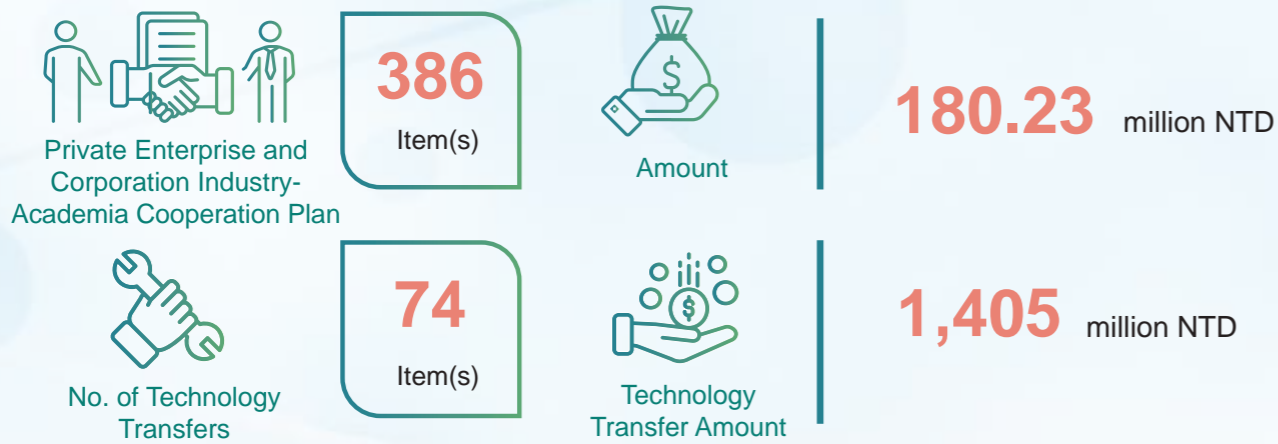 Private Enterprise and
Corporation Industry-
Academia Cooperation Plan
386
Item(s)
$
Amount
180.23 million NTD
No. of Technology
Transfers
74
Item(s)
$
Technology
Transfer Amount
1,405 million NTD